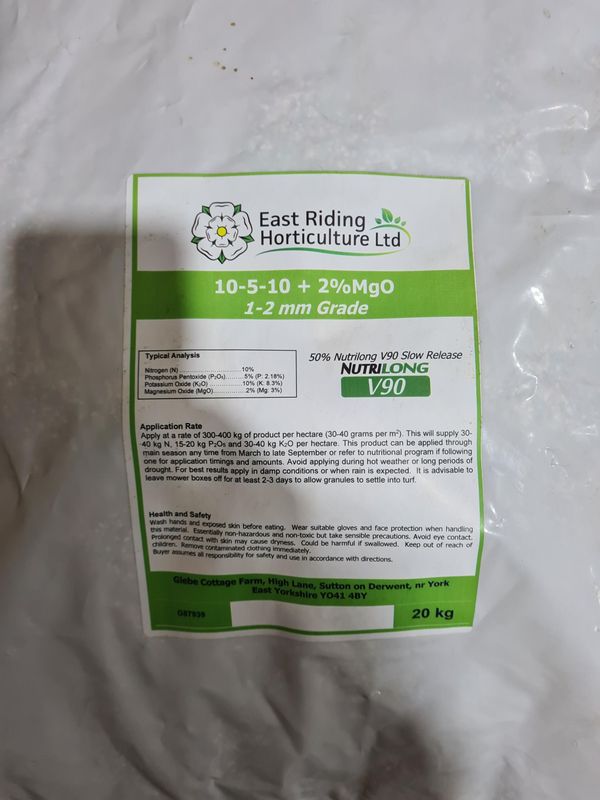 East Riding
Horticulture Ltd
10-5-10 + 2%MgO
1-2 mm Grade
Typical Analysis
Nitrogen (N)..........................10%
Phosphorus Pentoxide (P₂O₅)......5% (P: 2.18%)
Potassium Oxide (K₂O)............10% (K: 8.3%)
Magnesium Oxide (MgO)............2% (Mg: 3%)
50% Nutrilong V90 Slow Release
NUTRILONG
V90
Application Rate
Apply at a rate of 300-400 kg of product per hectare (30-40 grams per m²). This will supply 30-
40 kg N, 15-20 kg P₂O₅ and 30-40 kg K₂O per hectare. This product can be applied through
main season any time from March to late September or refer to nutritional program if following
one for application timings and amounts. Avoid applying during hot weather or long periods of
drought. For best results apply in damp conditions or when rain is expected. It is advisable to
leave mower boxes off for at least 2-3 days to allow granules to settle into turf.
Health and Safety
Wash hands and exposed skin before eating. Wear suitable gloves and face protection when handling
this material. Essentially non-hazardous and non-toxic but take sensible precautions. Avoid eye contact.
Prolonged contact with skin may cause dryness. Could be harmful if swallowed. Keep out of reach of
children. Remove contaminated clothing immediately.
Buyer assumes all responsibility for safety and use in accordance with directions.
Glebe Cottage Farm, High Lane, Sutton on Derwent, nr York
East Yorkshire YO41 4BY
20 kg